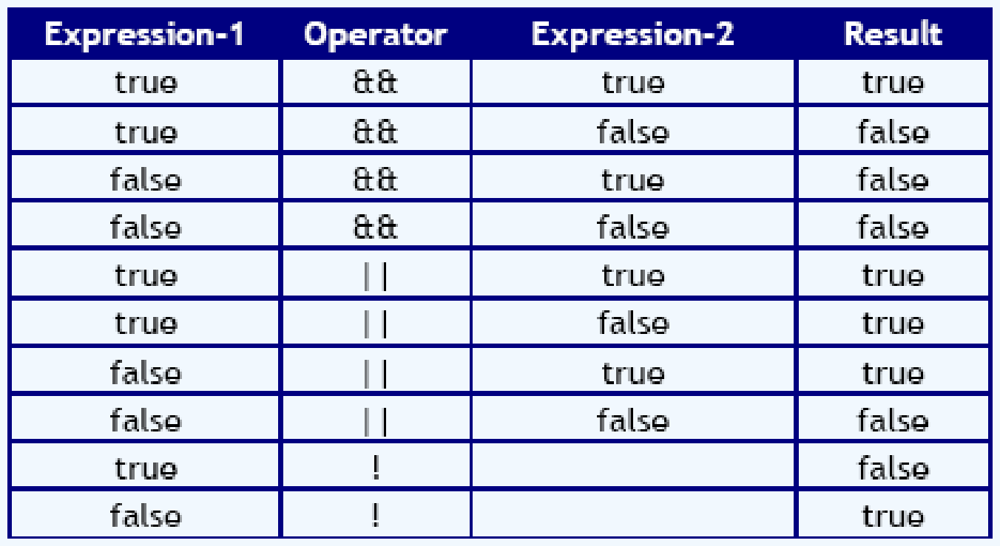 Expression-1 Operator Expression-2 Result
true && true true
true && false false
false && true false
false && false false
true || true true
true || false true
false || true true
false || false false
true ! false
false ! true